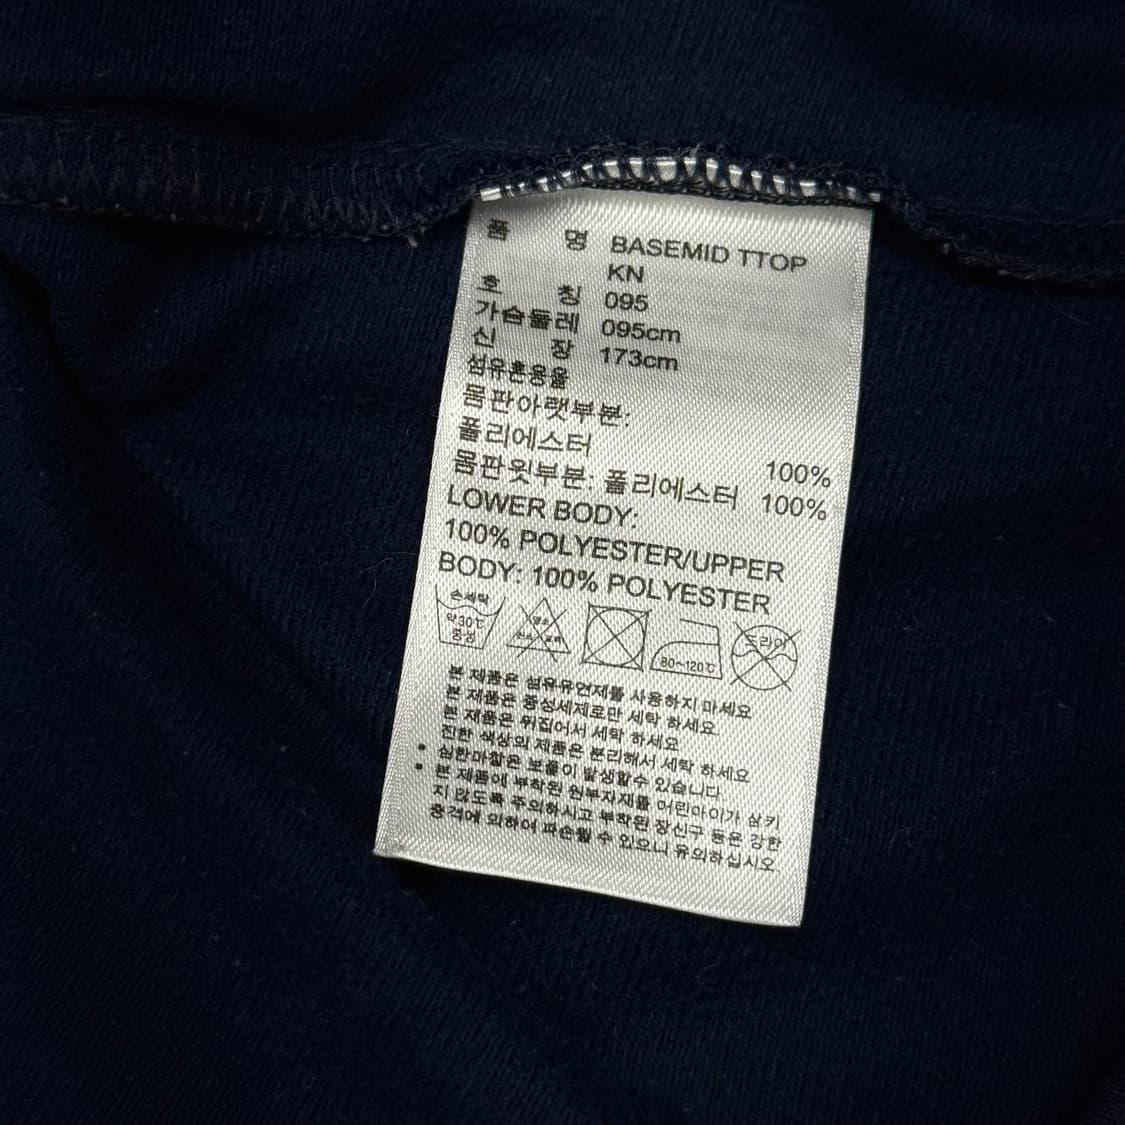 품 명 BASEMID TTOP
KN
호 칭 095
가슴둘레 095cm
신 장 173cm
섬유혼용율
몸판아랫부분:
폴리에스터 100%
몸판윗부분: 폴리에스터 100%
LOWER BODY:
100% POLYESTER/UPPER
BODY: 100% POLYESTER
손세탁
약30℃
중성
염소
산소표백
80~120℃
드라이
본 제품은 섬유유연제를 사용하지 마세요
본 제품은 중성세제로만 세탁 하세요
본 제품은 뒤집어서 세탁 하세요
진한 색상의 제품은 분리해서 세탁 하세요
• 심한마찰은 보풀이 발생할수 있습니다
• 본 제품에 부착된 원부자재를 어린아이가 삼키
지 않도록 주의하시고 부착된 장신구 등은 강한
충격에 의하여 파손될 수 있으니 유의하십시오.